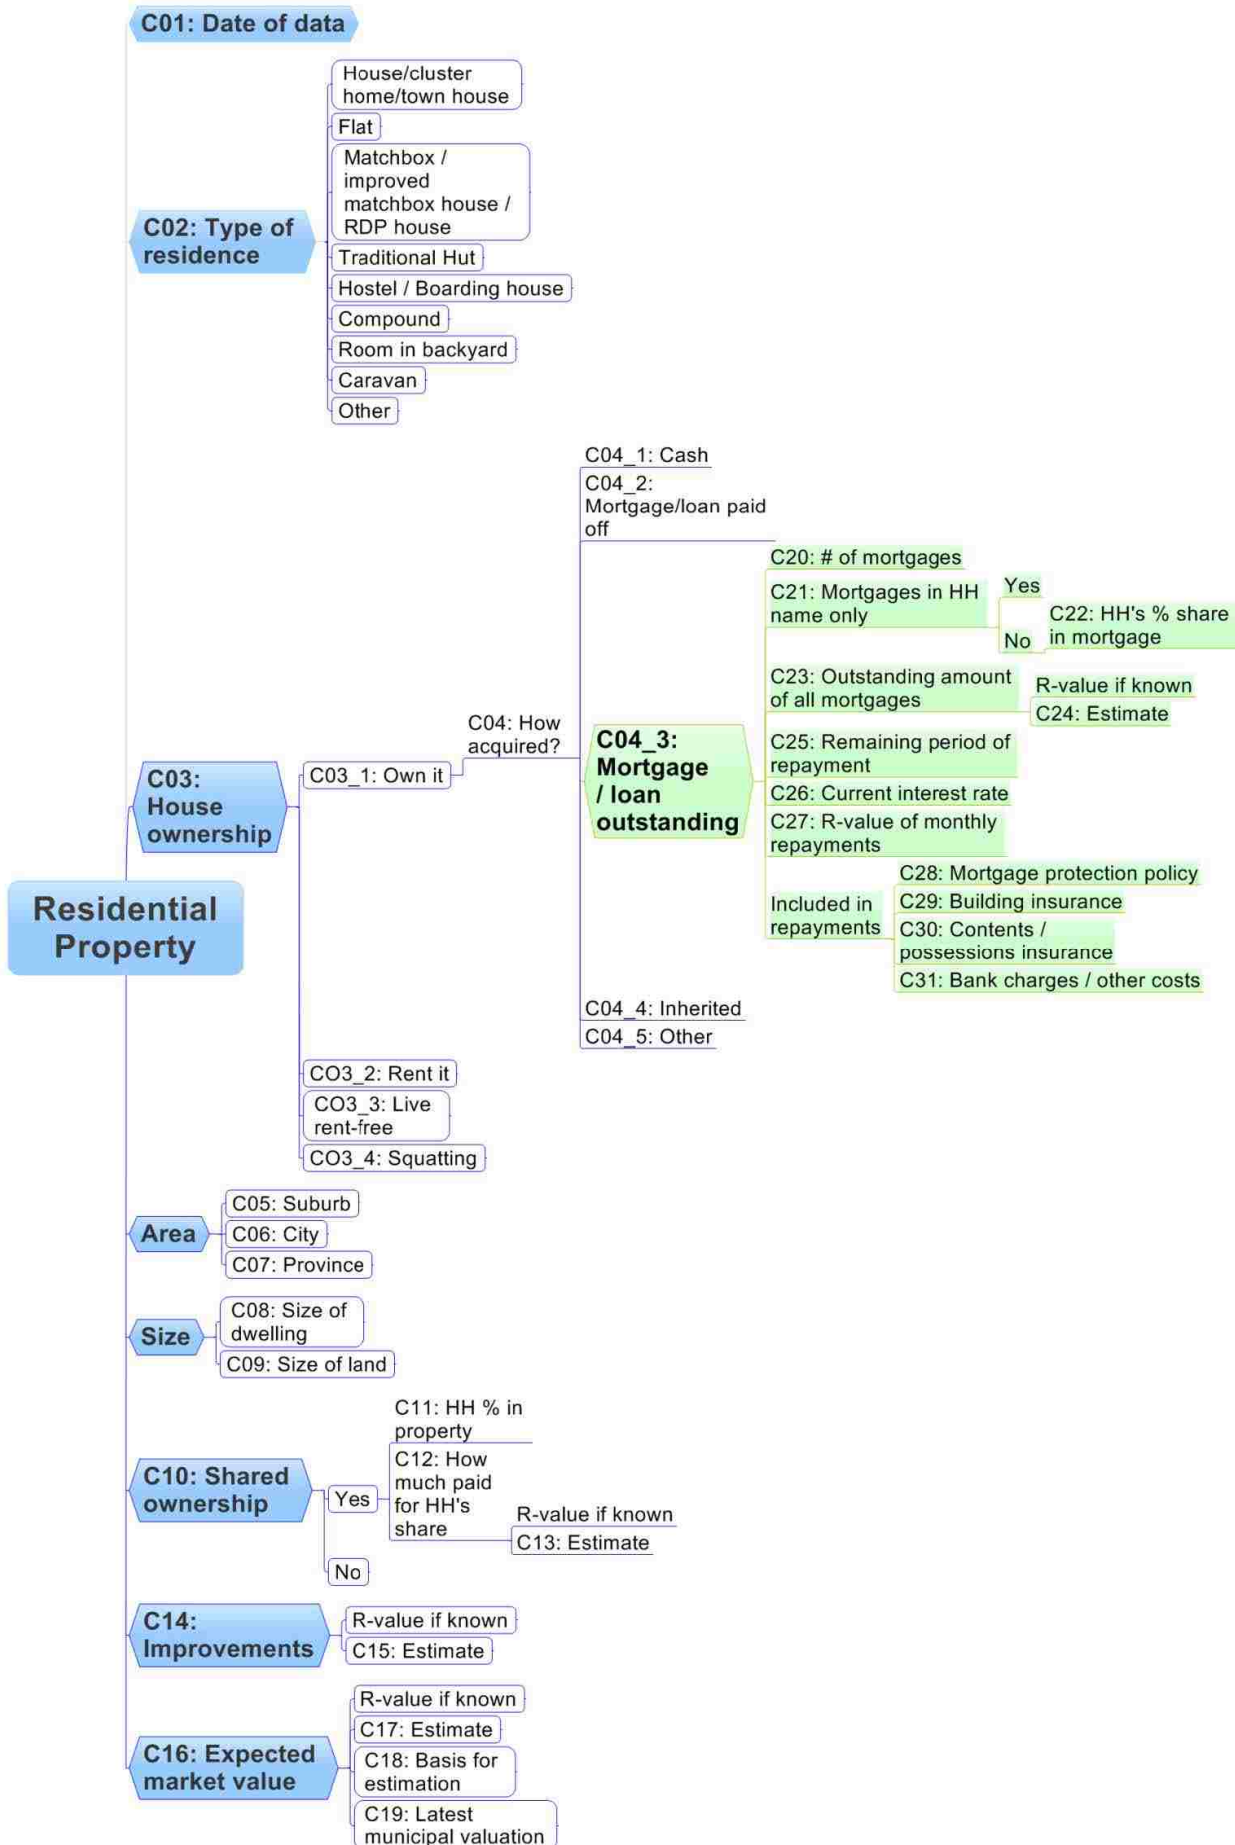 C01: Date of data
C02: Type of
residence
House/cluster
home/town house
Flat
Matchbox /
improved
matchbox house /
RDP house
Traditional Hut
Hostel / Boarding house
Compound
Room in backyard
Caravan
Other
Residential
Property
C03:
House
ownership
C03_1: Own it
C04: How
acquired?
C04_1: Cash
C04_2:
Mortgage/loan paid
off
C04_3:
Mortgage
/ loan
outstanding
C20: # of mortgages
C21: Mortgages in HH
name only
Yes
No
C22: HH's % share
in mortgage
C23: Outstanding amount
of all mortgages
R-value if known
C24: Estimate
C25: Remaining period of
repayment
C26: Current interest rate
C27: R-value of monthly
repayments
Included in
repayments
C28: Mortgage protection policy
C29: Building insurance
C30: Contents /
possessions insurance
C31: Bank charges / other costs
C04_4: Inherited
C04_5: Other
CO3_2: Rent it
CO3_3: Live
rent-free
CO3_4: Squatting
Area
C05: Suburb
C06: City
C07: Province
Size
C08: Size of
dwelling
C09: Size of land
C10: Shared
ownership
Yes
C11: HH % in
property
C12: How
much paid
for HH's
share
R-value if known
C13: Estimate
No
C14:
Improvements
R-value if known
C15: Estimate
C16: Expected
market value
R-value if known
C17: Estimate
C18: Basis for
estimation
C19: Latest
municipal valuation